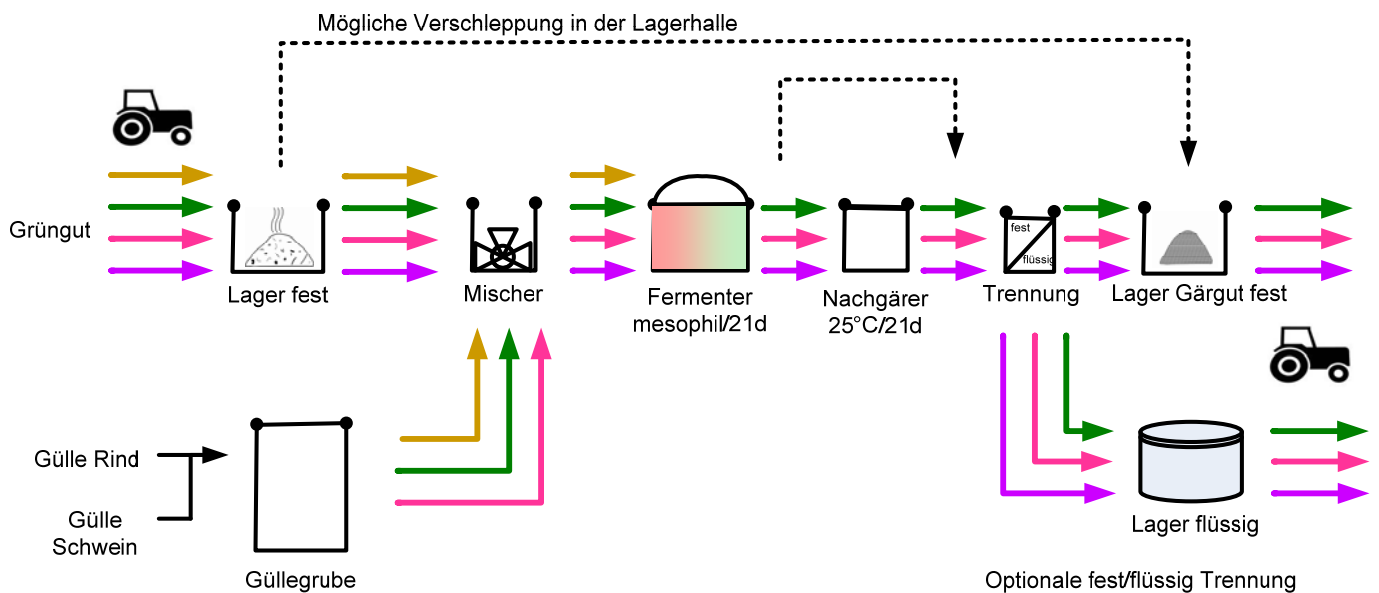 Mögliche Verschleppung in der Lagerhalle
Grüngut
Lager fest
Mischer
Fermenter
mesophil/21d
Nachgärer
25°C/21d
fest
flüssig
Trennung
Lager Gärgut fest
Gülle Rind
Gülle
Schwein
Güllegrube
Lager flüssig
Optionale fest/flüssig Trennung